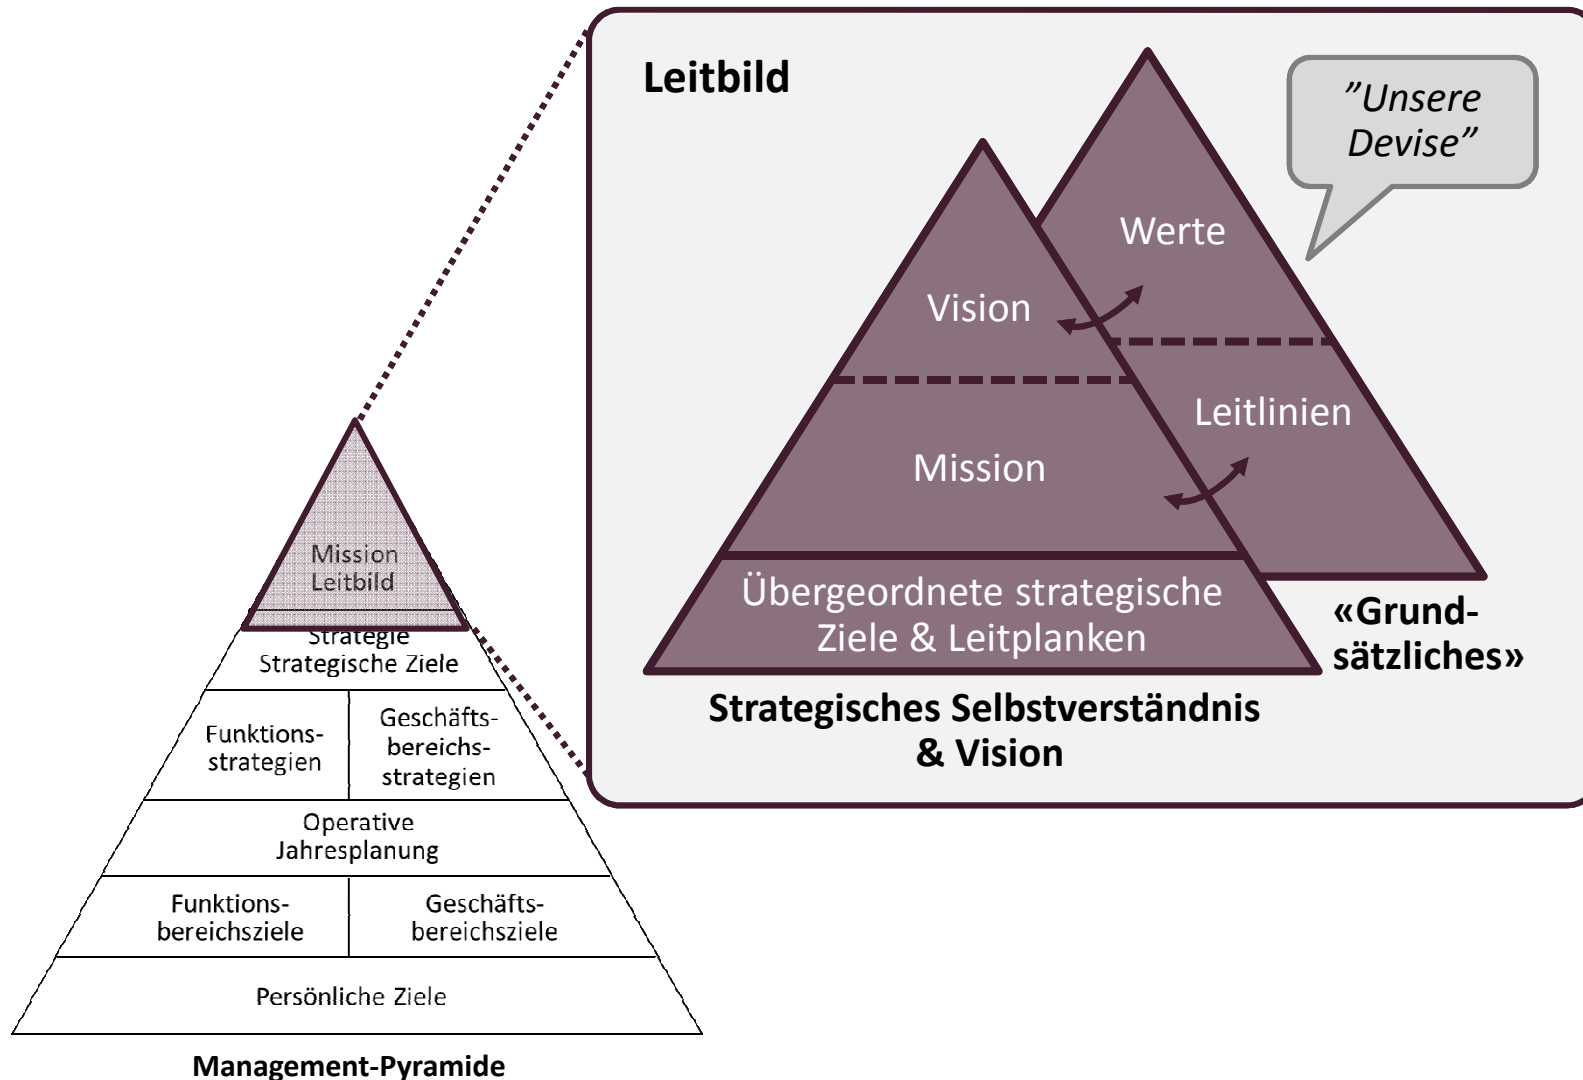 Leitbild
”Unsere
Devise”
Werte
Vision
Leitlinien
Mission
Übergeordnete strategische
Ziele & Leitplanken
«Grund-
sätzliches»
Strategisches Selbstverständnis
& Vision
Mission
Leitbild
Strategie
Strategische Ziele
Funktions-
strategien
Geschäfts-
bereichs-
strategien
Operative
Jahresplanung
Funktions-
bereichsziele
Geschäfts-
bereichsziele
Persönliche Ziele
Management-Pyramide